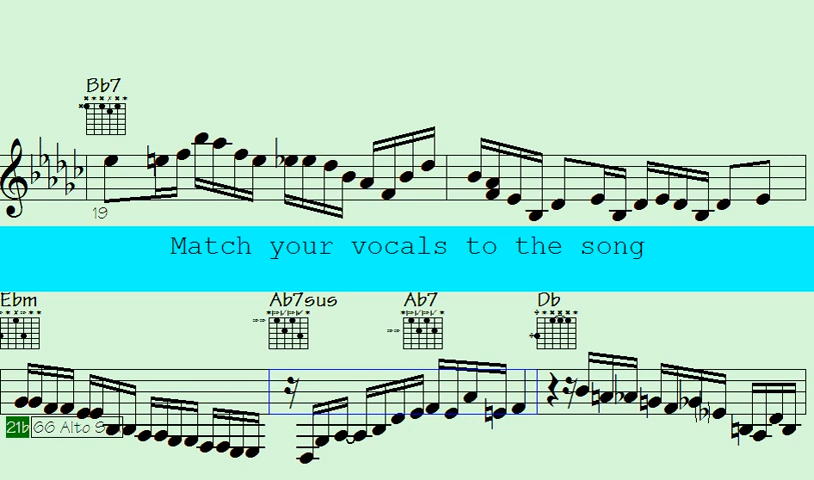 Bb7
19
Match your vocals to the song
Ebm Ab7sus Ab7 Db
21b 66 Alto S